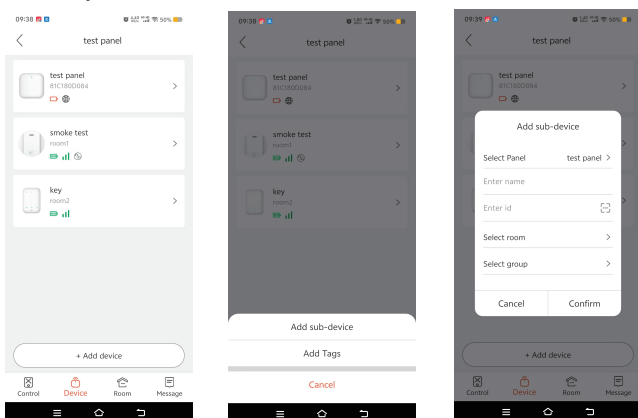 09:38
50%
test panel
test panel
81C180D084
smoke test
room1
key
room2
+ Add device
Control
Device
Room
Message
09:38
50%
test panel
test panel
81C180D084
smoke test
room1
key
room2
Add sub-device
Add Tags
Cancel
09:39
50%
test panel
test panel
81C180D084
Add sub-device
Select Panel
test panel
Enter name
Enter id
Select room
Select group
Cancel
Confirm
+ Add device
Control
Device
Room
Message